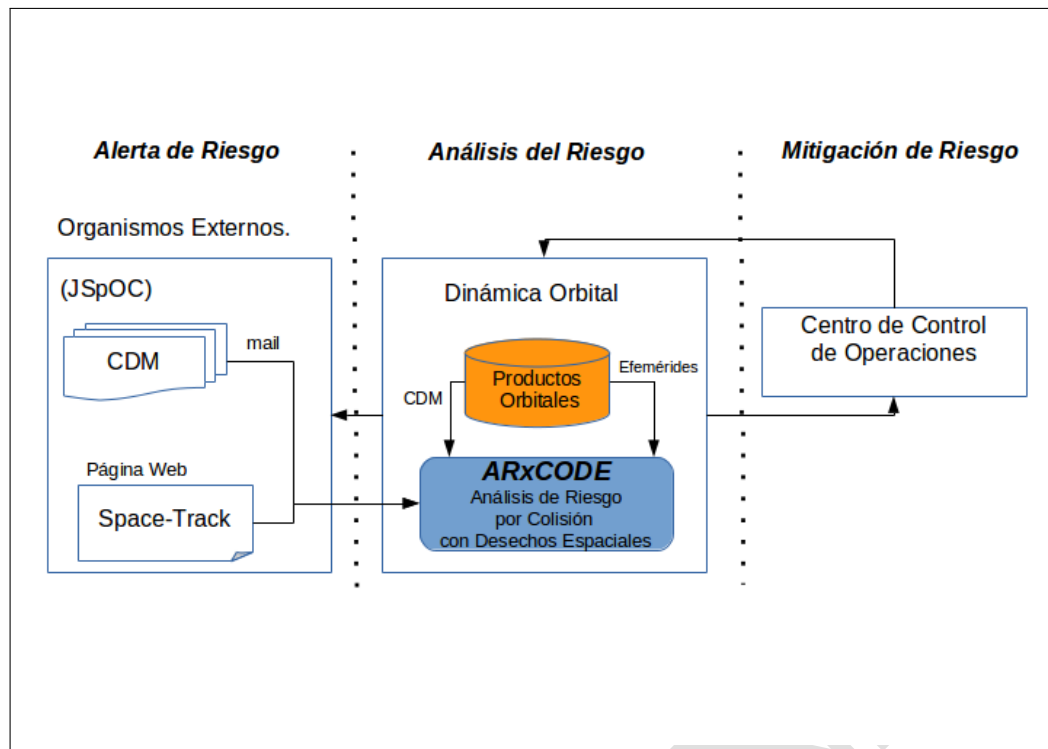 Alerta de Riesgo
Análisis del Riesgo
Mitigación de Riesgo
Organismos Externos.
(JSpOC)
CDM
mail
Página Web
Space-Track
Dinámica Orbital
Productos
Orbitales
CDM
Efemérides
ARxCODE
Análisis de Riesgo
por Colisión
con Desechos Espaciales
Centro de Control
de Operaciones